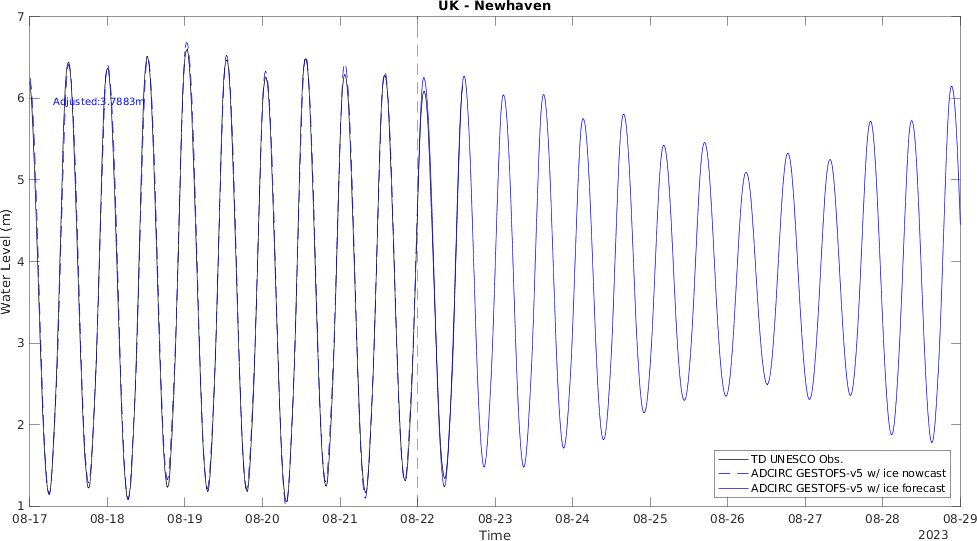 UK - Newhaven
7
6
5
4
3
2
1
Water Level (m)
Adjusted:3.7883m
TD UNESCO Obs.
ADCIRC GESTOFS-v5 w/ ice nowcast
ADCIRC GESTOFS-v5 w/ ice forecast
08-17 08-18 08-19 08-20 08-21 08-22 08-23 08-24 08-25 08-26 08-27 08-28 08-29
Time
2023